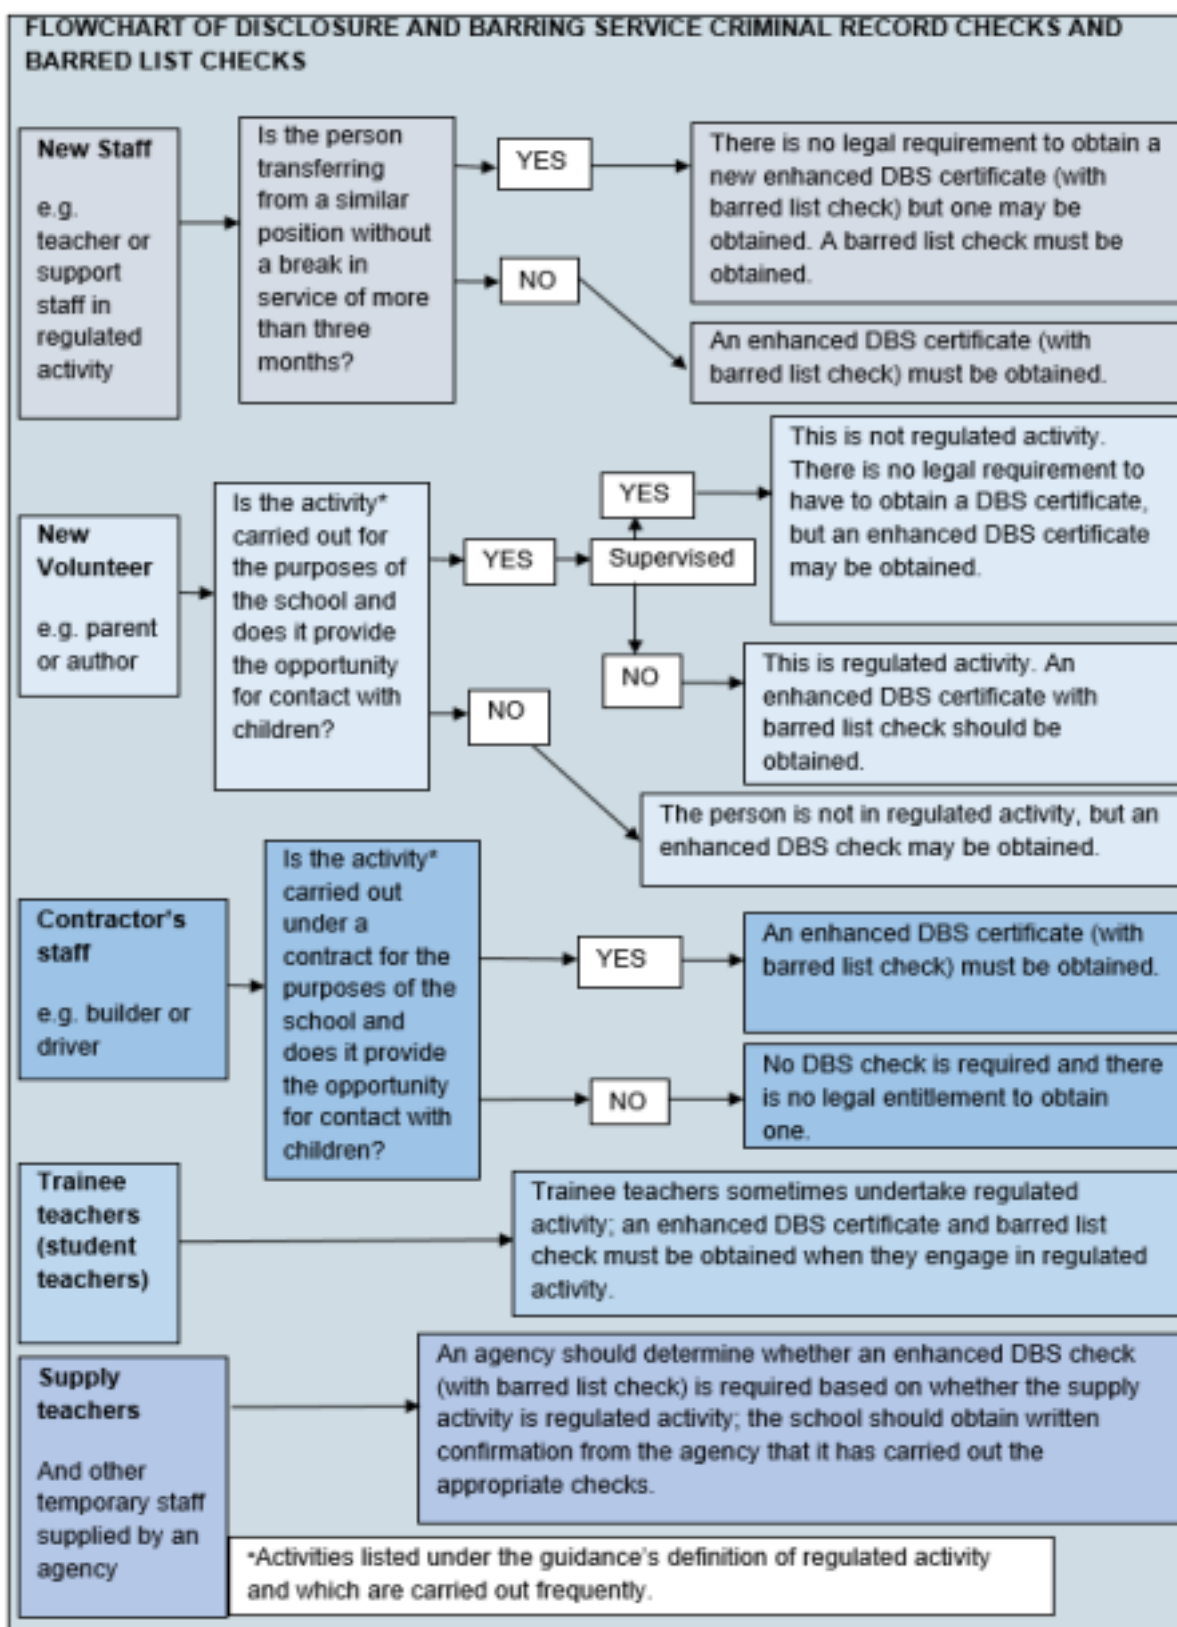 FLOWCHART OF DISCLOSURE AND BARRING SERVICE CRIMINAL RECORD CHECKS AND
BARRED LIST CHECKS
New Staff
e.g.
teacher or
support
staff in
regulated
activity
Is the person
transferring
from a similar
position without
a break in
service of more
than three
months?
YES
There is no legal requirement to obtain a
new enhanced DBS certificate (with
barred list check) but one may be
obtained. A barred list check must be
obtained.
NO
An enhanced DBS certificate (with
barred list check) must be obtained.
New
Volunteer
e.g. parent
or author
Is the activity*
carried out for
the purposes of
the school and
does it provide
the opportunity
for contact with
children?
YES
Supervised
YES
This is not regulated activity.
There is no legal requirement to
have to obtain a DBS certificate,
but an enhanced DBS certificate
may be obtained.
NO
This is regulated activity. An
enhanced DBS certificate with
barred list check should be
obtained.
NO
The person is not in regulated activity, but an
enhanced DBS check may be obtained.
Contractor's
staff
e.g. builder or
driver
Is the activity*
carried out
under a
contract for the
purposes of the
school and
does it provide
the opportunity
for contact with
children?
YES
An enhanced DBS certificate (with
barred list check) must be obtained.
NO
No DBS check is required and there
is no legal entitlement to obtain
one.
Trainee
teachers
(student
teachers)
Trainee teachers sometimes undertake regulated
activity; an enhanced DBS certificate and barred list
check must be obtained when they engage in regulated
activity.
Supply
teachers
And other
temporary staff
supplied by an
agency
An agency should determine whether an enhanced DBS check
(with barred list check) is required based on whether the supply
activity is regulated activity; the school should obtain written
confirmation from the agency that it has carried out the
appropriate checks.
*Activities listed under the guidance's definition of regulated activity
and which are carried out frequently.